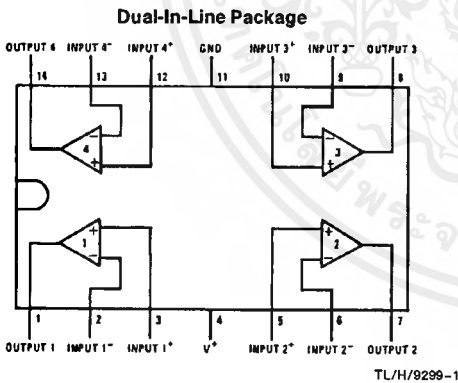 Dual-In-Line Package
OUTPUT 4 INPUT 4⁻ INPUT 4⁺ GND INPUT 3⁺ INPUT 3⁻ OUTPUT 3
14 13 12 11 10 9 8
4 3
1 2
1 2 3 4 5 6 7
OUTPUT 1 INPUT 1⁻ INPUT 1⁺ V⁺ INPUT 2⁺ INPUT 2⁻ OUTPUT 2
TL/H/9299-1